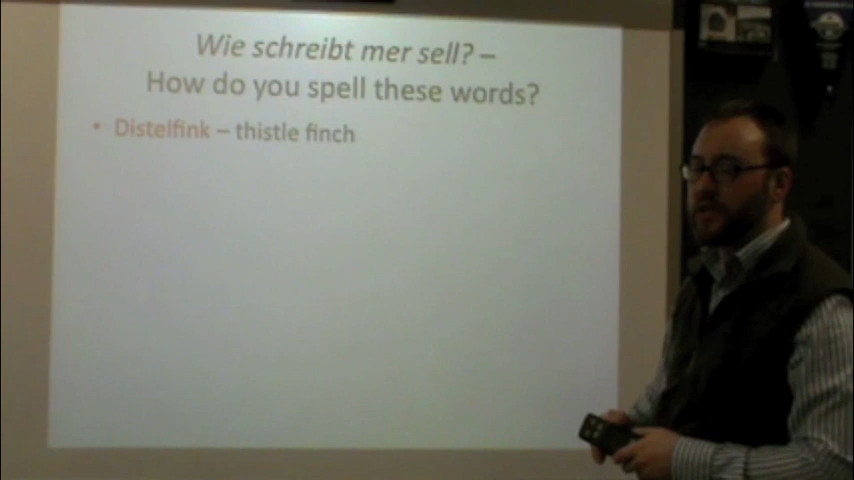 Wie schreibt mer sell? –
How do you spell these words?
• Distelfink – thistle finch